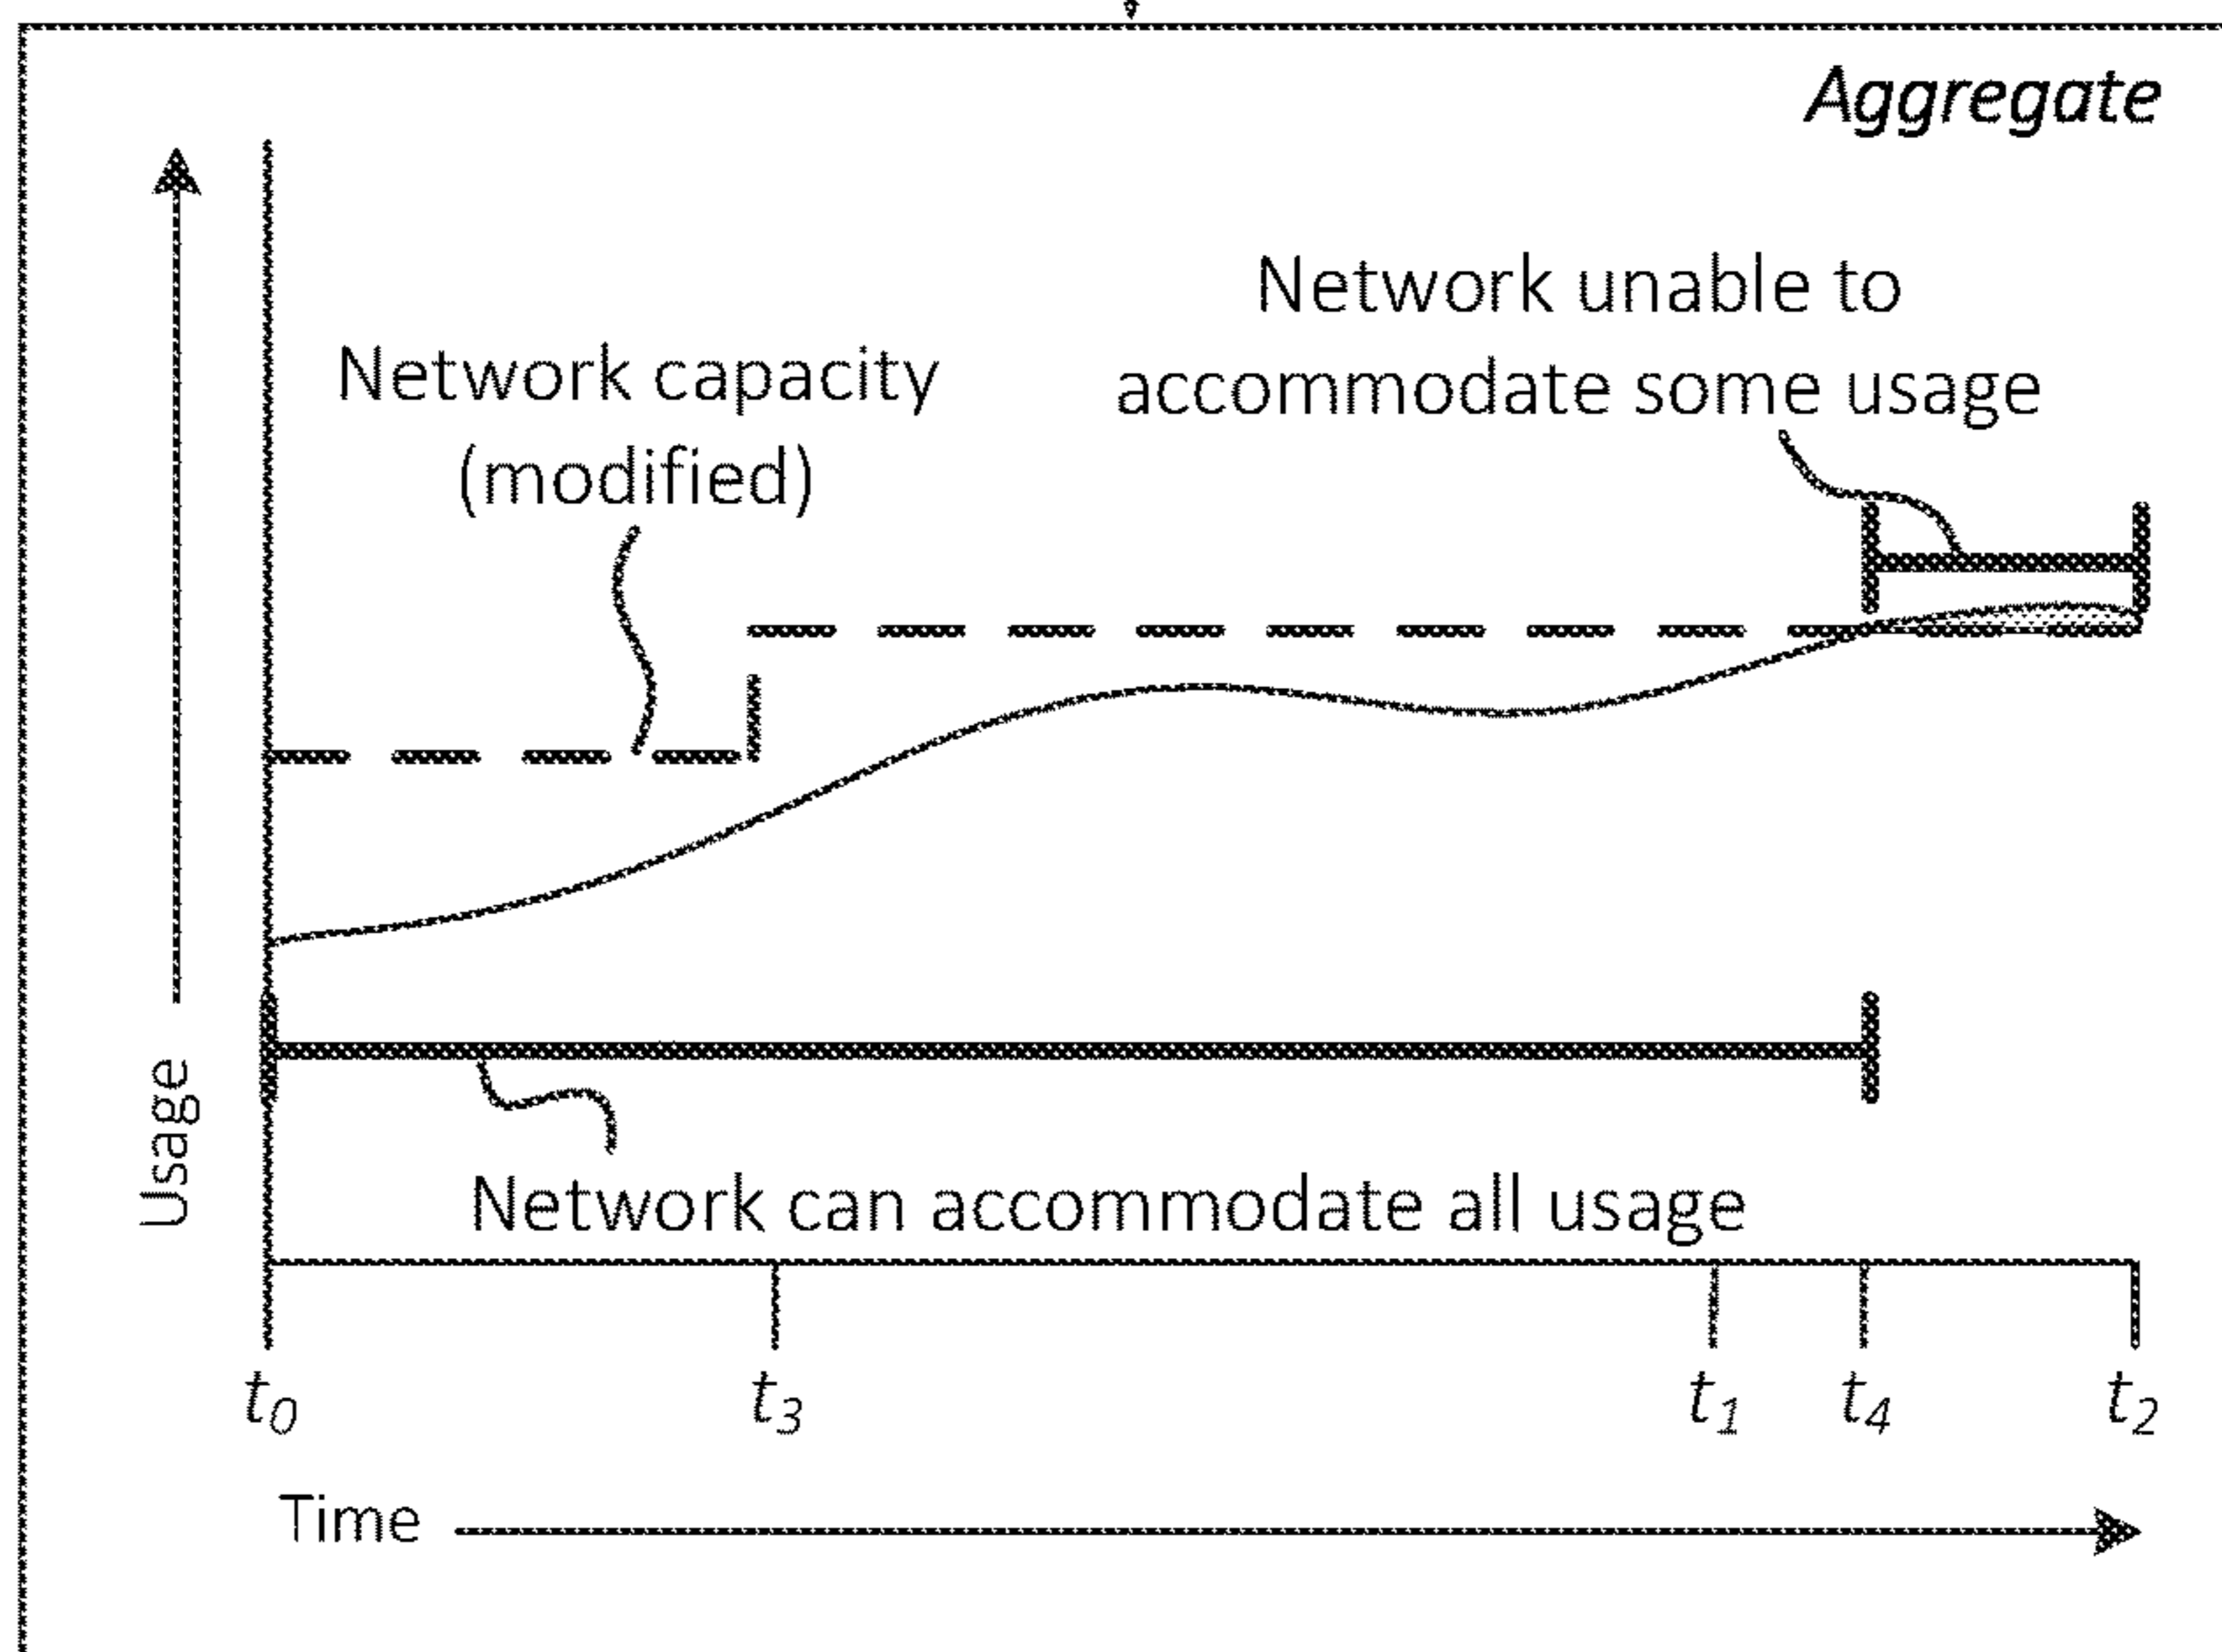 Aggregate
Network unable to
accommodate some usage
Network capacity
(modified)
Usage
Network can accommodate all usage
t0 t3 t1 t4 t2
Time